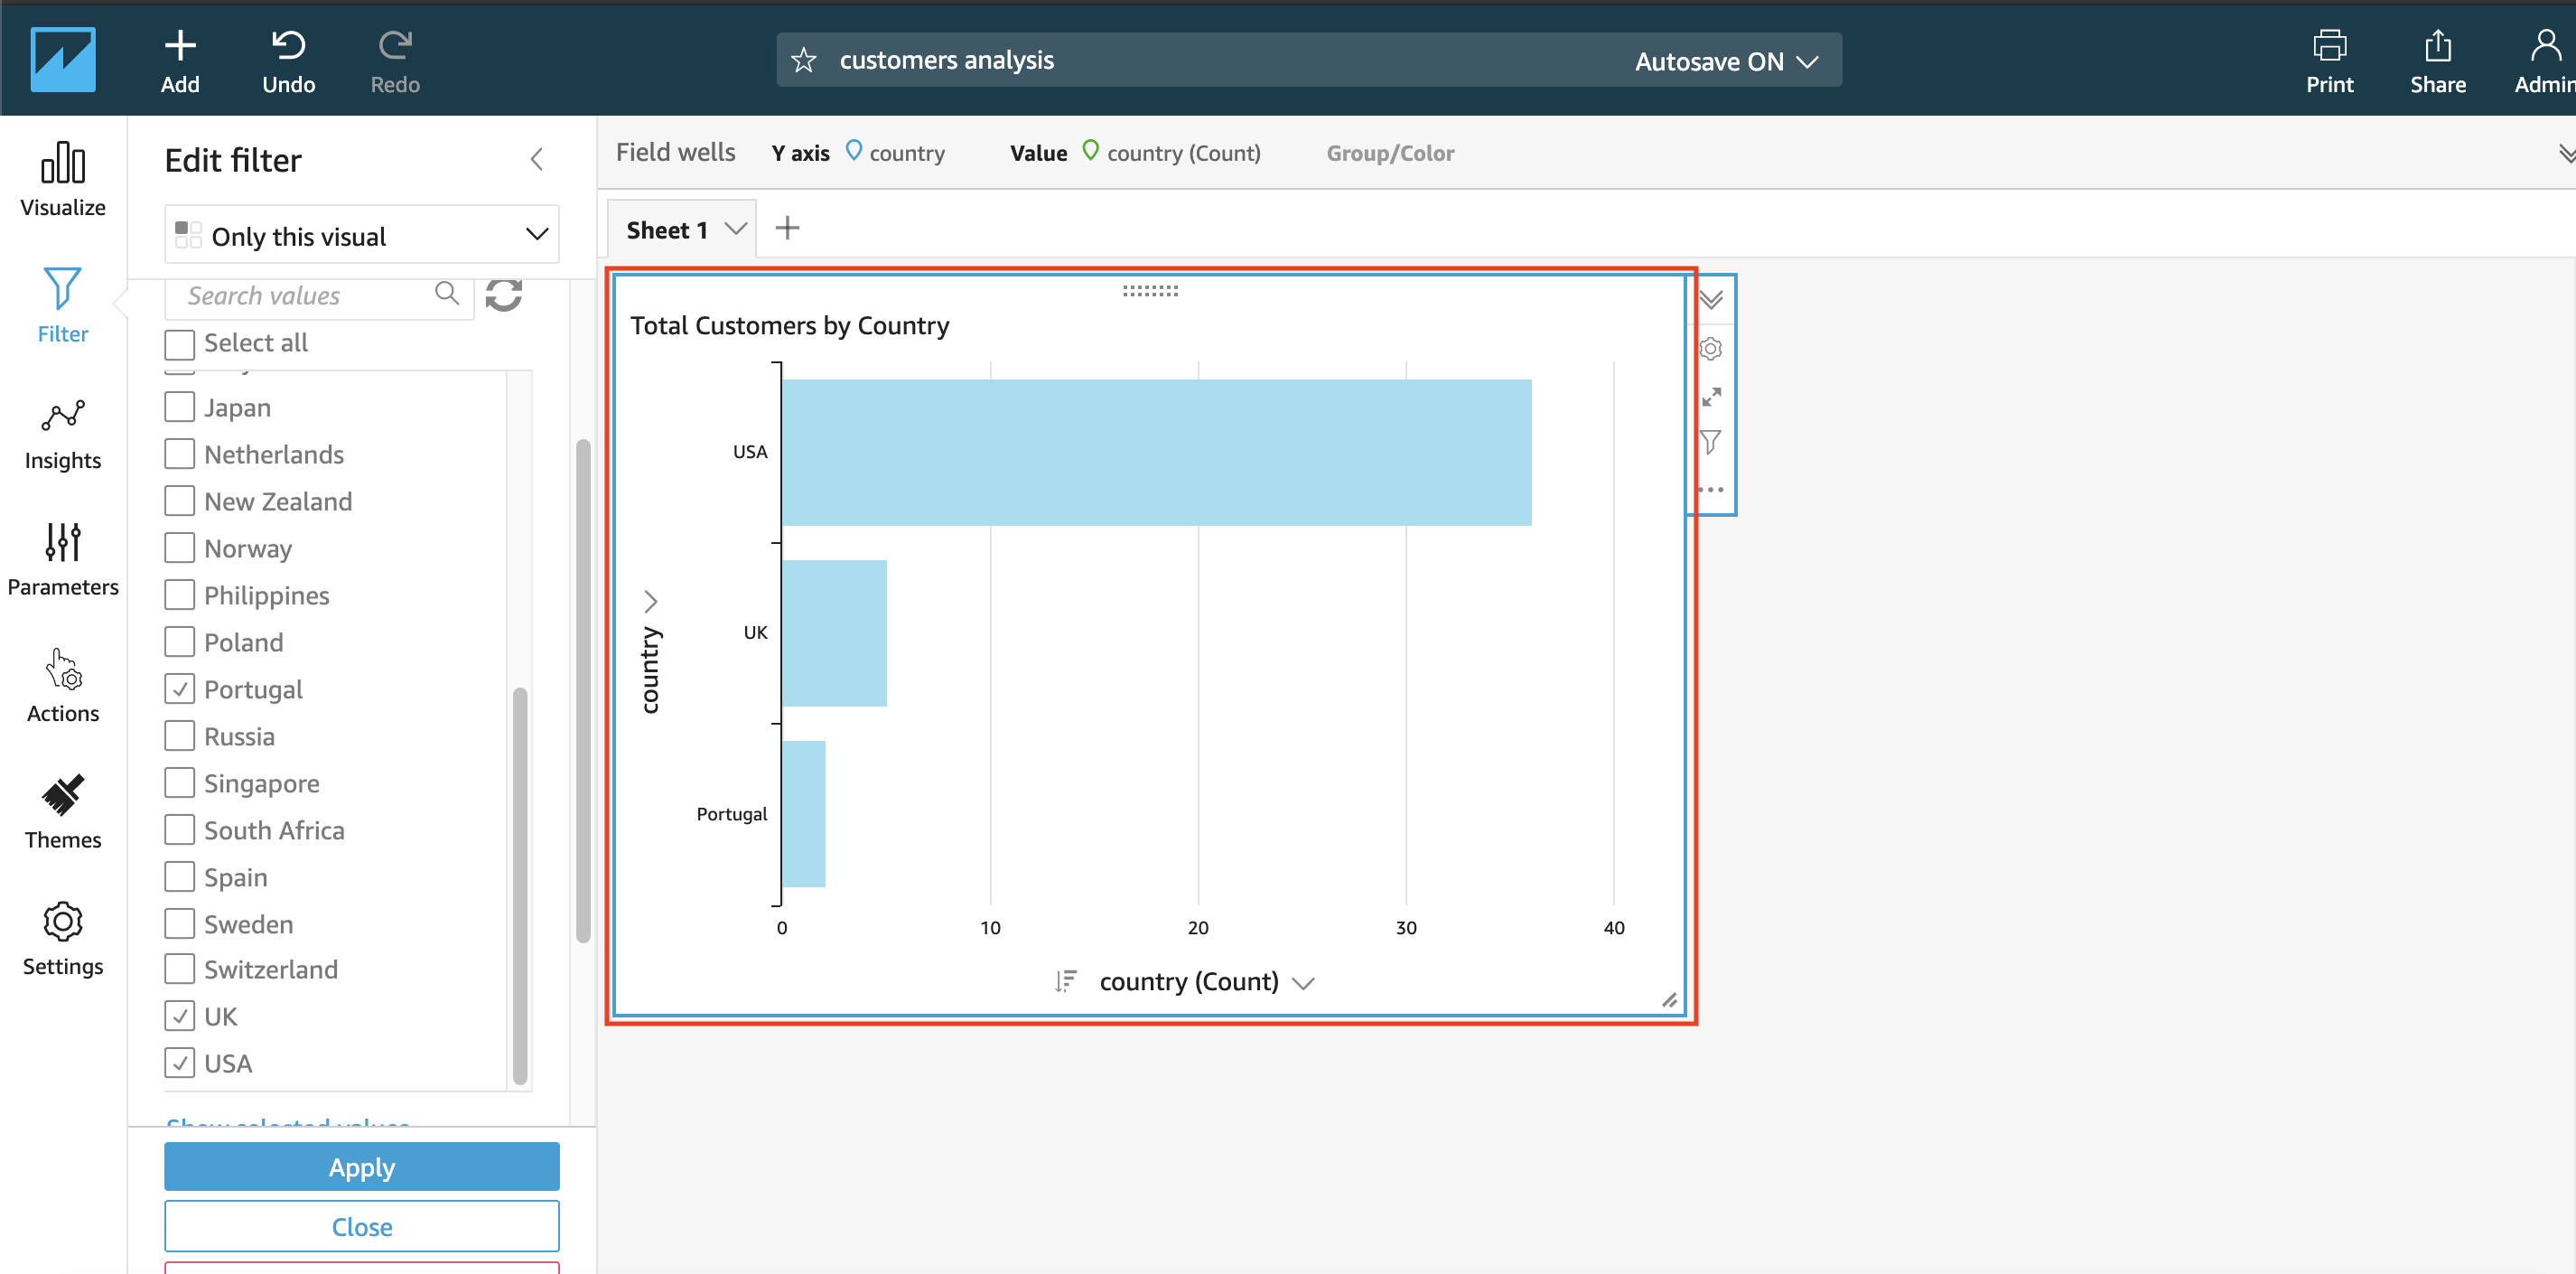 Add
Undo
Redo
customers analysis
Autosave ON
Print
Share
Admin
Visualize
Filter
Insights
Parameters
Actions
Themes
Settings
Edit filter
Only this visual
Search values
Select all
Japan
Netherlands
New Zealand
Norway
Philippines
Poland
Portugal
Russia
Singapore
South Africa
Spain
Sweden
Switzerland
UK
USA
Show selected values
Apply
Close
Field wells Y axis country Value country (Count) Group/Color
Sheet 1
Total Customers by Country
country
USA
UK
Portugal
0 10 20 30 40
country (Count)